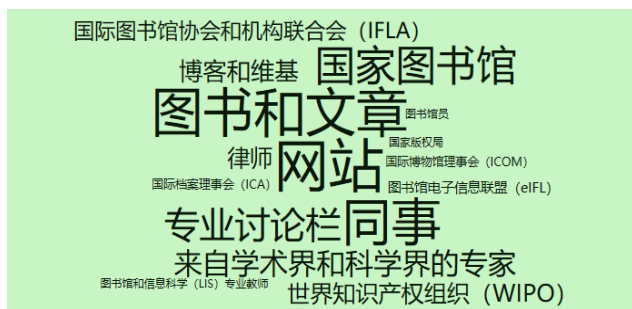 国际图书馆协会和机构联合会（IFLA）
博客和维基
国家图书馆
图书和文章
图书馆员
国家版权局
律师
网站
国际博物馆理事会（ICOM）
国际档案理事会（ICA）
图书馆电子信息联盟（eIFL）
专业讨论栏
同事
来自学术界和科学界的专家
图书馆和信息科学（LIS）专业教师
世界知识产权组织（WIPO）